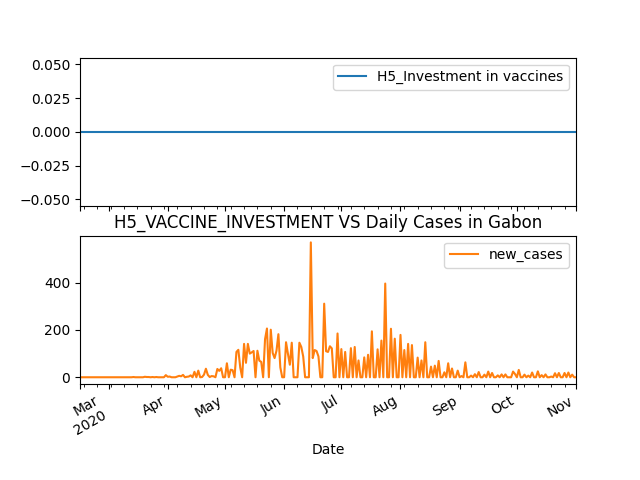 0.050
0.025
0.000
−0.025
−0.050
H5_Investment in vaccines
H5_VACCINE_INVESTMENT VS Daily Cases in Gabon
400
200
0
new_cases
Mar
2020
Apr
May
Jun
Jul
Aug
Sep
Oct
Nov
Date